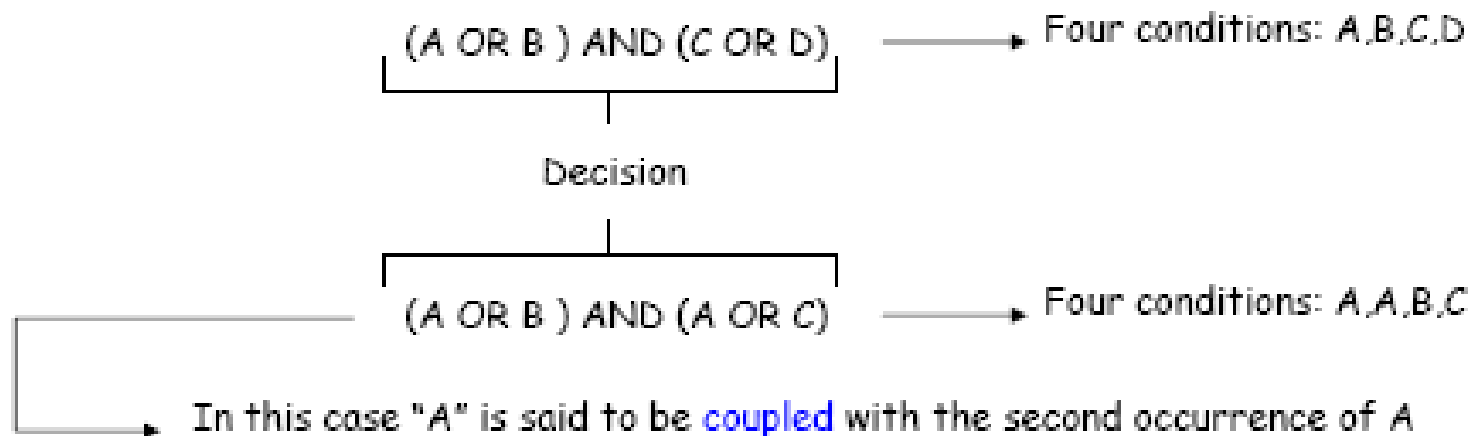 (A OR B ) AND (C OR D) Four conditions: A,B,C,D
Decision
(A OR B ) AND (A OR C) Four conditions: A,A,B,C
In this case "A" is said to be coupled with the second occurrence of A